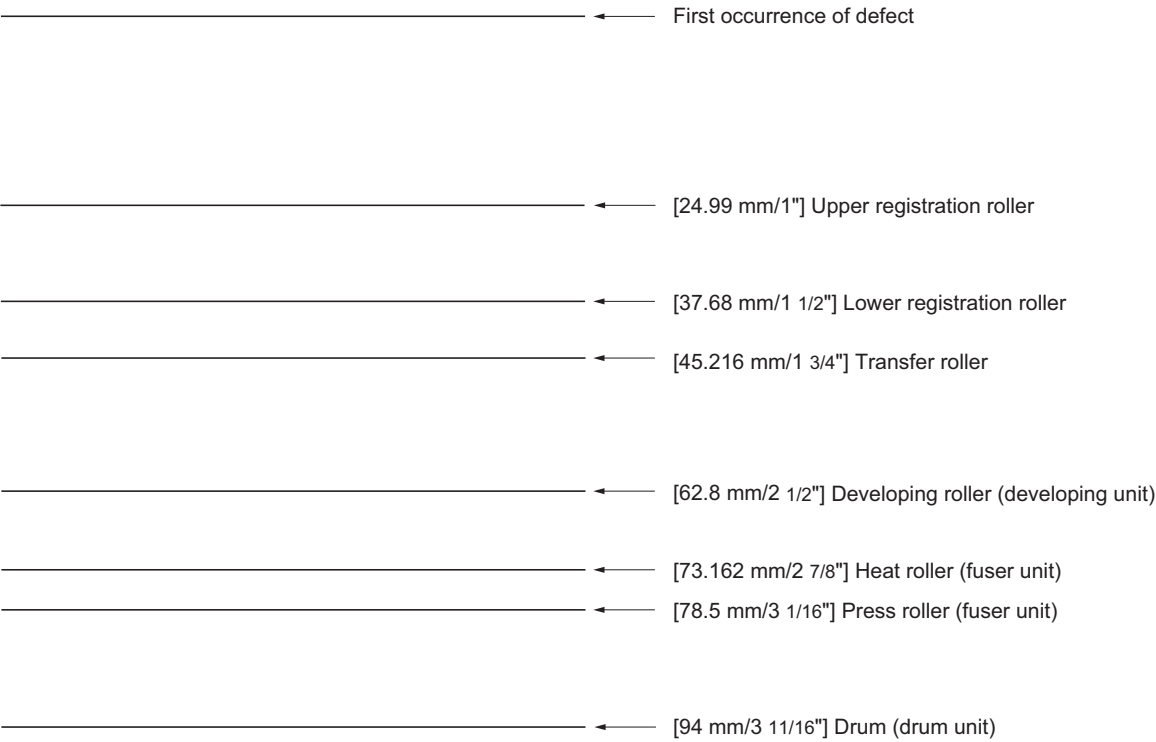 First occurrence of defect
[24.99 mm/1"] Upper registration roller
[37.68 mm/1 1/2"] Lower registration roller
[45.216 mm/1 3/4"] Transfer roller
[62.8 mm/2 1/2"] Developing roller (developing unit)
[73.162 mm/2 7/8"] Heat roller (fuser unit)
[78.5 mm/3 1/16"] Press roller (fuser unit)
[94 mm/3 11/16"] Drum (drum unit)